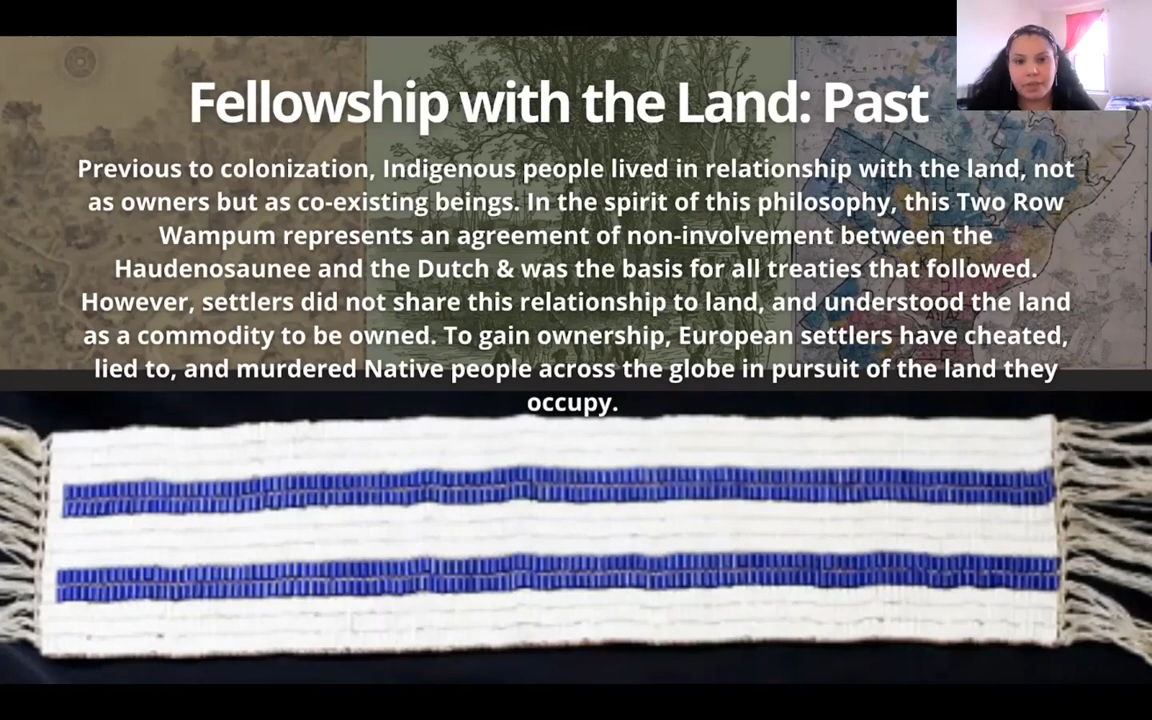 Fellowship with the Land: Past
Previous to colonization, Indigenous people lived in relationship with the land, not
as owners but as co-existing beings. In the spirit of this philosophy, this Two Row
Wampum represents an agreement of non-involvement between the
Haudenosaunee and the Dutch & was the basis for all treaties that followed.
However, settlers did not share this relationship to land, and understood the land
as a commodity to be owned. To gain ownership, European settlers have cheated,
lied to, and murdered Native people across the globe in pursuit of the land they
occupy.